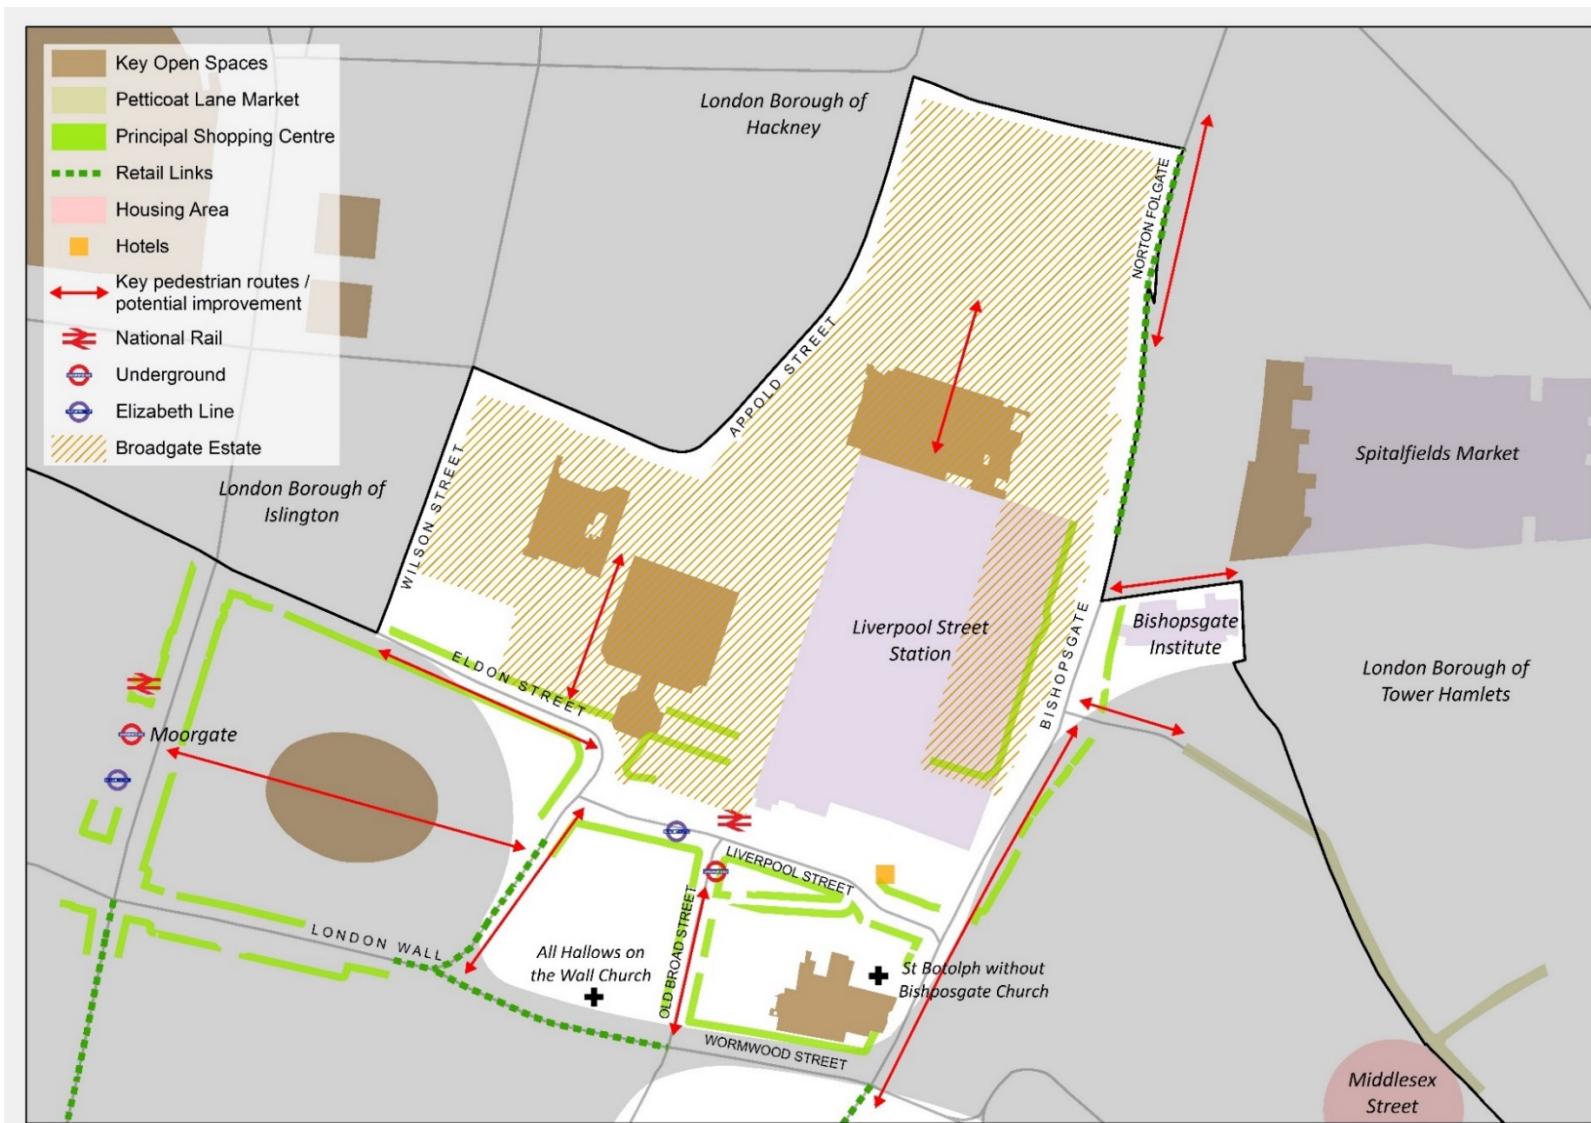 Key Open Spaces
Petticoat Lane Market
Principal Shopping Centre
Retail Links
Housing Area
Hotels
Key pedestrian routes /
potential improvement
National Rail
Underground
Elizabeth Line
Broadgate Estate
London Borough of
Hackney
NORTON FOLGATE
APPOLD STREET
WILSON STREET
London Borough of
Islington
Spitalfields Market
Liverpool Street
Station
BISHOPSGATE
Bishopsgate
Institute
London Borough of
Tower Hamlets
ELDON STREET
Moorgate
LIVERPOOL STREET
LONDON WALL
All Hallows on
the Wall Church
OLD BROAD STREET
St Botolph without
Bishposgate Church
WORMWOOD STREET
Middlesex
Street